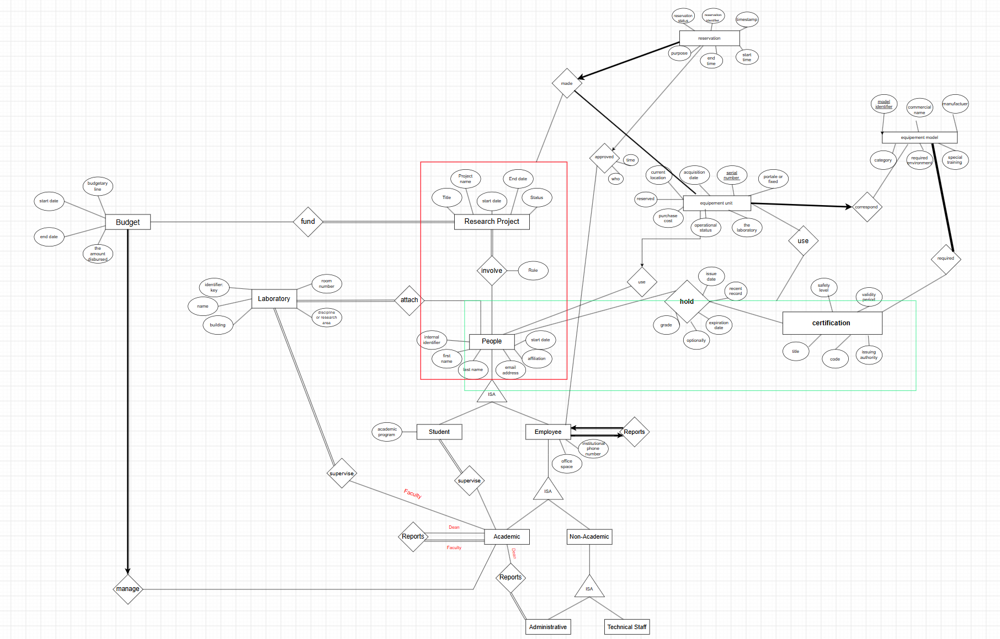 reservation
status
reservation
identifier
timestamp
reservation
purpose
end
time
start
time
made
model
identifier
commercial
name
manufactuer
equipement model
category
required
environment
special
training
approved
time
who
current
location
acquisition
date
serial
number
portale or
fixed
reserved
equipement unit
purchase
cost
operational
status
the
laboratory
correspond
use
required
budgetary
line
start date
Budget
end date
the
amount
disbursed
fund
Project
name
End date
Title
start date
Status
Research Project
involve
Role
identifier:
key
room
number
name
Laboratory
building
discipline
or research
area
attach
use
issue
date
recent
record
hold
grade
expiration
date
optionally
safety
level
validity
period
certification
title
code
issuing
authority
internal
identifier
People
start date
first
name
affiliation
last name
email
address
ISA
academic
program
Student
Employee
Reports
institutional
phone
number
office
space
supervise
supervise
Faculty
ISA
Reports
Dean
Faculty
Academic
Non-Academic
Dean
Reports
manage
ISA
Administrative
Technical Staff